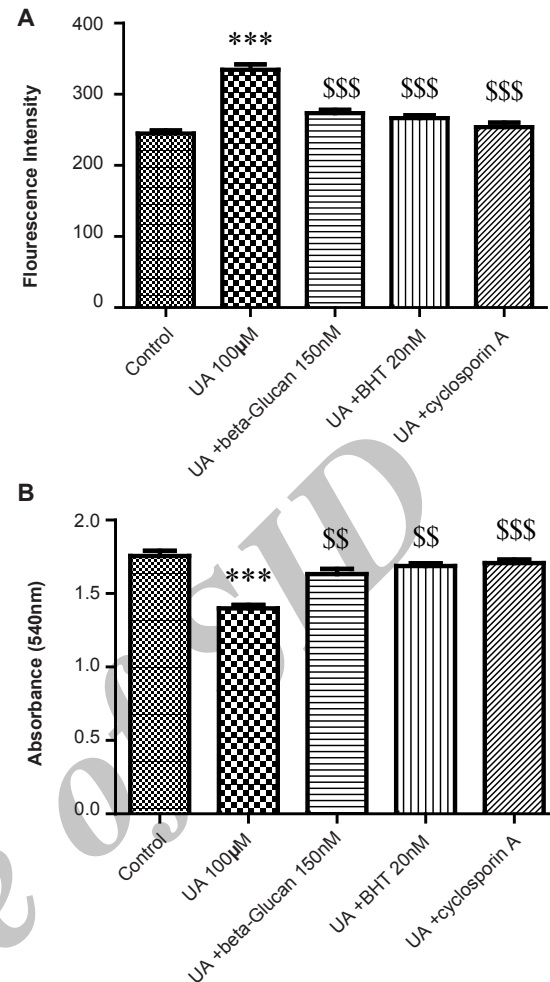 A
400
300
200
100
0
Flourescence Intensity
***
$$$
$$$
$$$
Control
UA 100µM
UA +beta-Glucan 150nM
UA +BHT 20nM
UA +cyclosporin A
B
2.0
1.5
1.0
0.5
0.0
Absorbance (540nm)
***
$$
$$
$$$
Control
UA 100µM
UA +beta-Glucan 150nM
UA +BHT 20nM
UA +cyclosporin A
& of SID